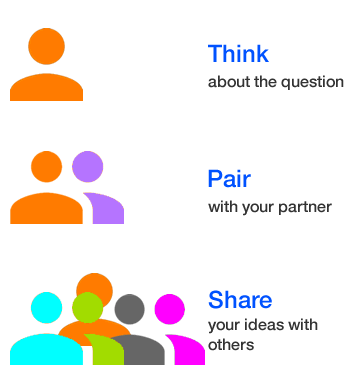 Think
about the question
Pair
with your partner
Share
your ideas with
others